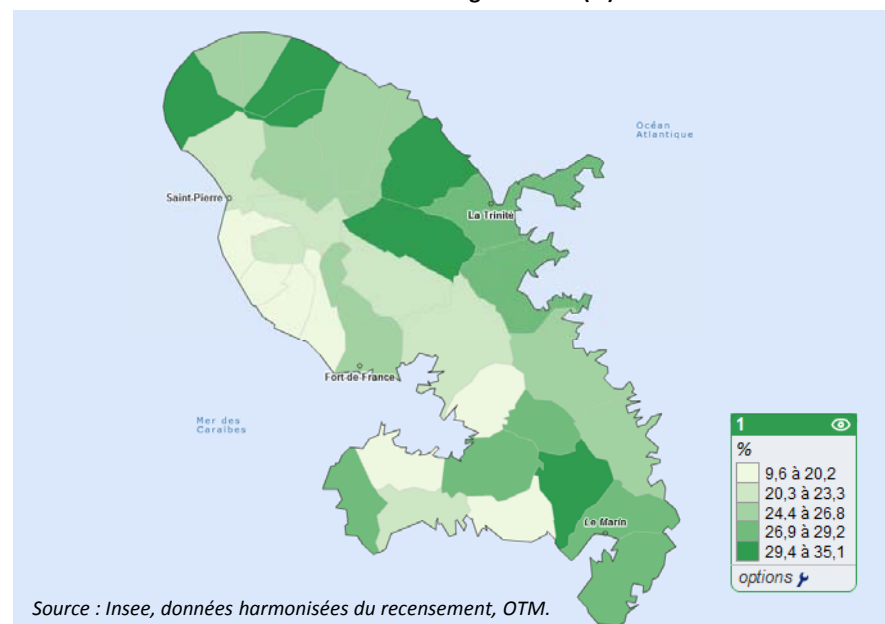 Océan
Atlantique
Saint-Pierre
La Trinité
Fort-de-France
Mer des
Caraïbes
Le Marin
1
%
9,6 à 20,2
20,3 à 23,3
24,4 à 26,8
26,9 à 29,2
29,4 à 35,1
options
Source : Insee, données harmonisées du recensement, OTM.